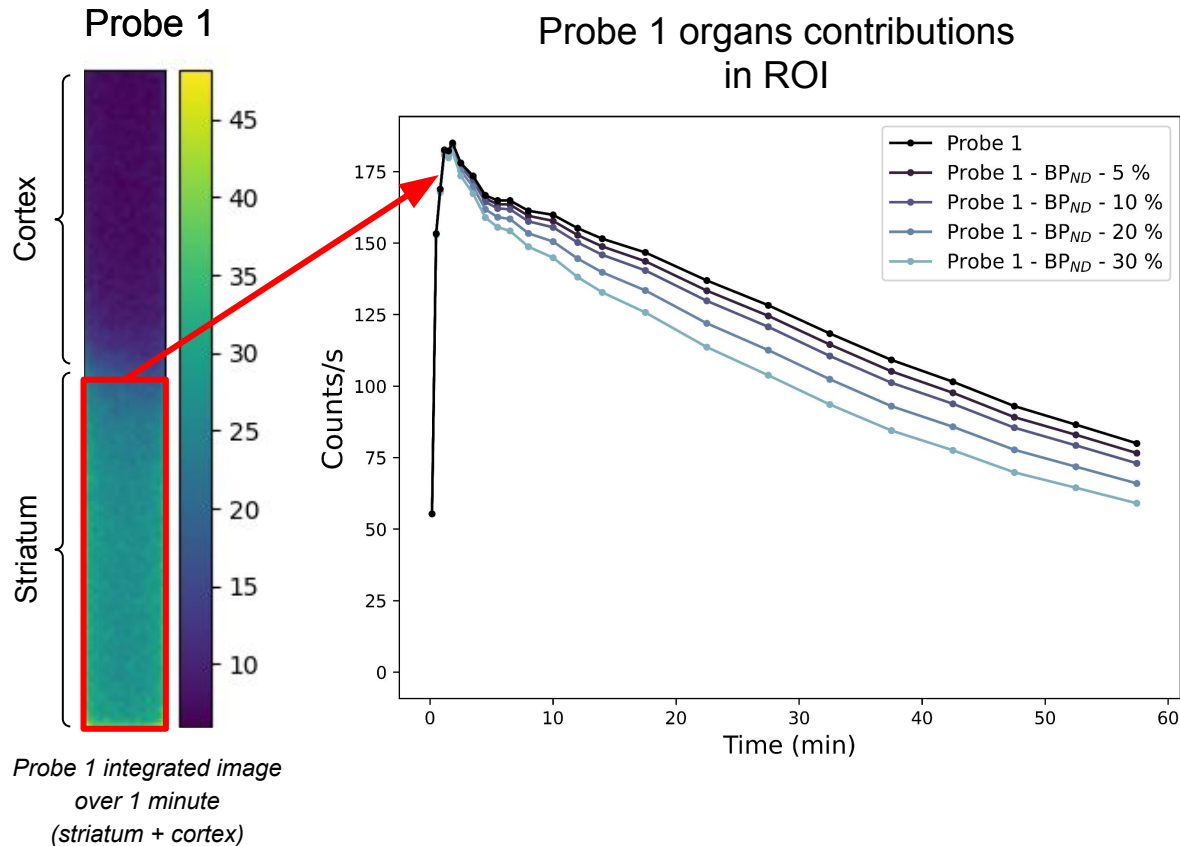 Probe 1
Cortex
Striatum
45
40
35
30
25
20
15
10
Probe 1 integrated image
over 1 minute
(striatum + cortex)
Probe 1 organs contributions
in ROI
Counts/s
175
150
125
100
75
50
25
0
0 10 20 30 40 50 60
Time (min)
Probe 1
Probe 1 - BP_ND - 5 %
Probe 1 - BP_ND - 10 %
Probe 1 - BP_ND - 20 %
Probe 1 - BP_ND - 30 %